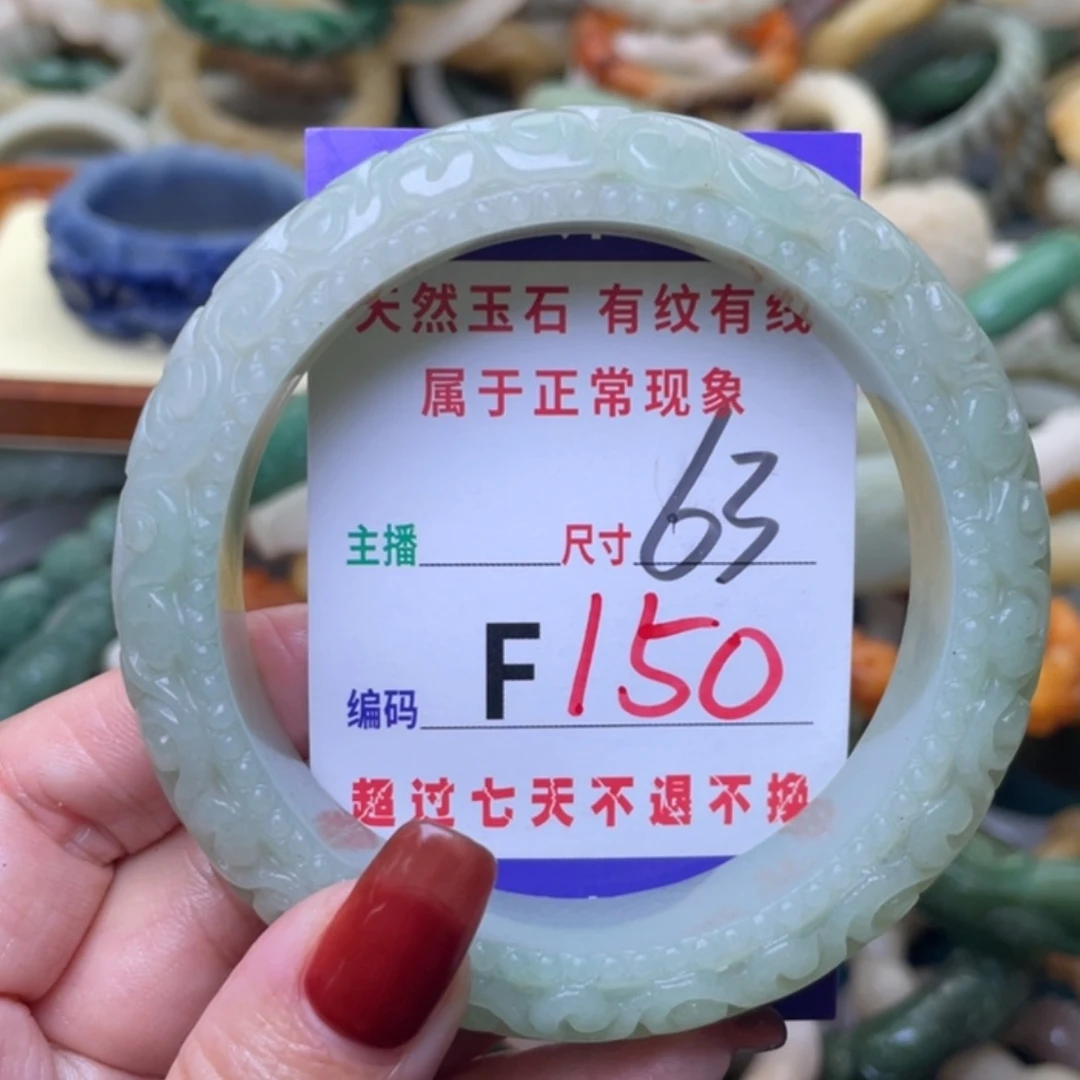 天然玉石 有纹有线
属于正常现象
主播 尺寸 63
编码 F150
超过七天不退不换